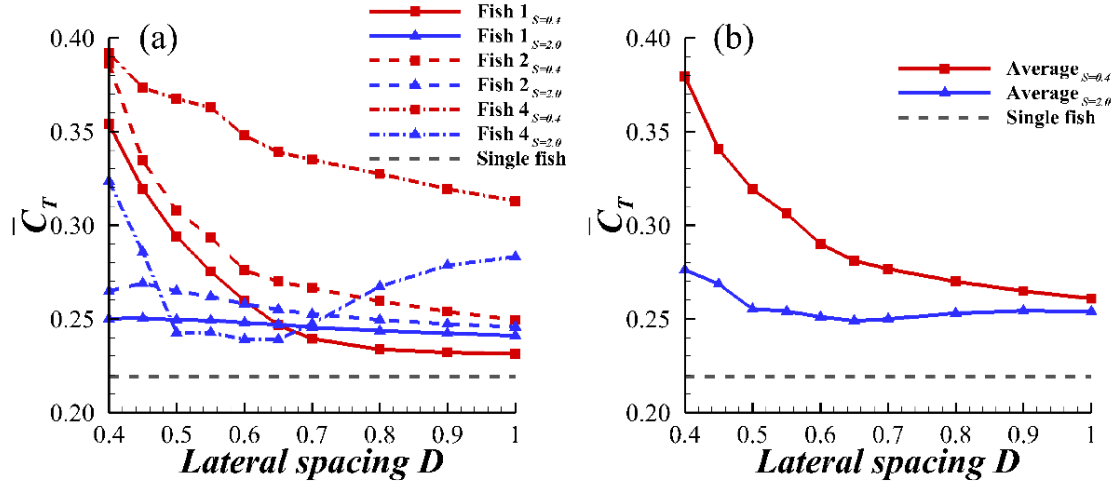 (a)
Fish 1 S=0.4
Fish 1 S=2.0
Fish 2 S=0.4
Fish 2 S=2.0
Fish 4 S=0.4
Fish 4 S=2.0
Single fish
0.40
0.35
0.30
0.25
0.20
C̅T
0.4 0.5 0.6 0.7 0.8 0.9 1
Lateral spacing D
(b)
Average S=0.4
Average S=2.0
Single fish
0.40
0.35
0.30
0.25
0.20
C̅T
0.4 0.5 0.6 0.7 0.8 0.9 1
Lateral spacing D